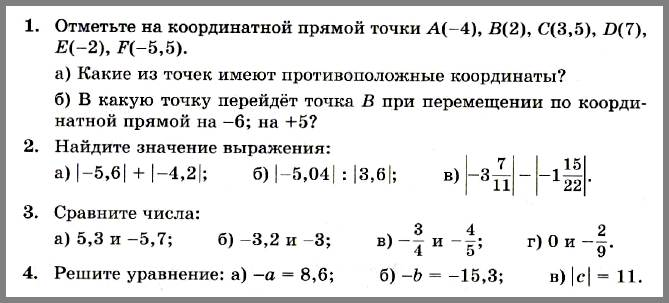 1. Отметьте на координатной прямой точки A(−4), B(2), C(3,5), D(7),
E(−2), F(−5,5).
а) Какие из точек имеют противоположные координаты?
б) В какую точку перейдёт точка B при перемещении по коорди-
натной прямой на −6; на +5?
2. Найдите значение выражения:
а) |−5,6| + |−4,2|; б) |−5,04| : |3,6|; в) |−3 7/11| − |−1 15/22|.
3. Сравните числа:
а) 5,3 и −5,7; б) −3,2 и −3; в) −3/4 и −4/5; г) 0 и −2/9.
4. Решите уравнение: а) −a = 8,6; б) −b = −15,3; в) |c| = 11.